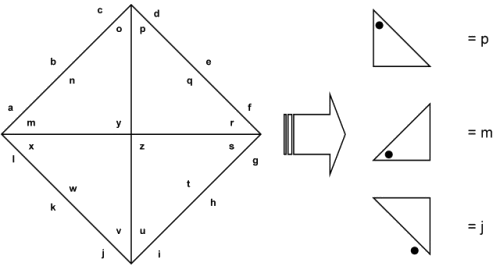 c d
o p
b e
n q
a f
m y r
x z s
l g
w t
k h
v u
j i
= p
= m
= j